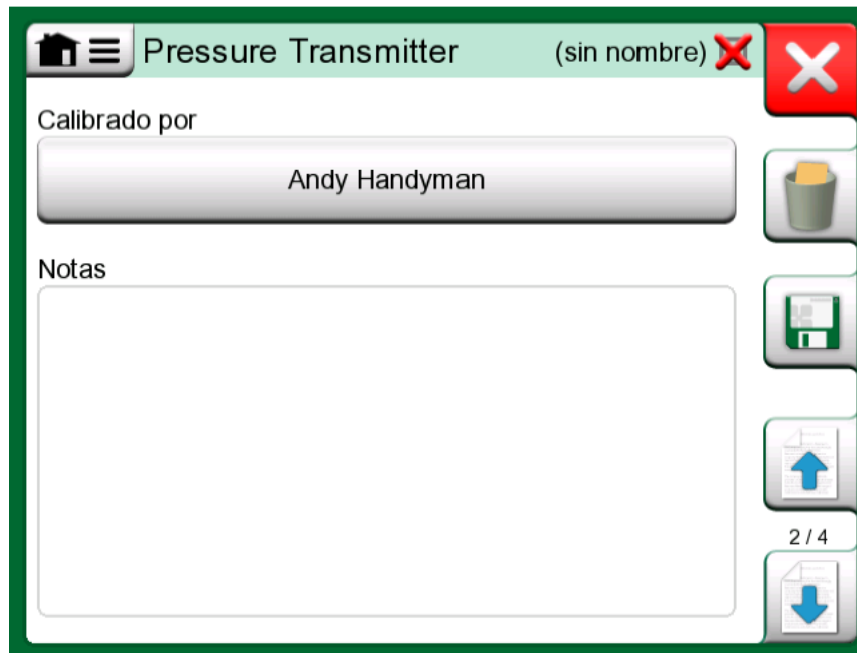 Pressure Transmitter (sin nombre)
Calibrado por
Andy Handyman
Notas
2 / 4